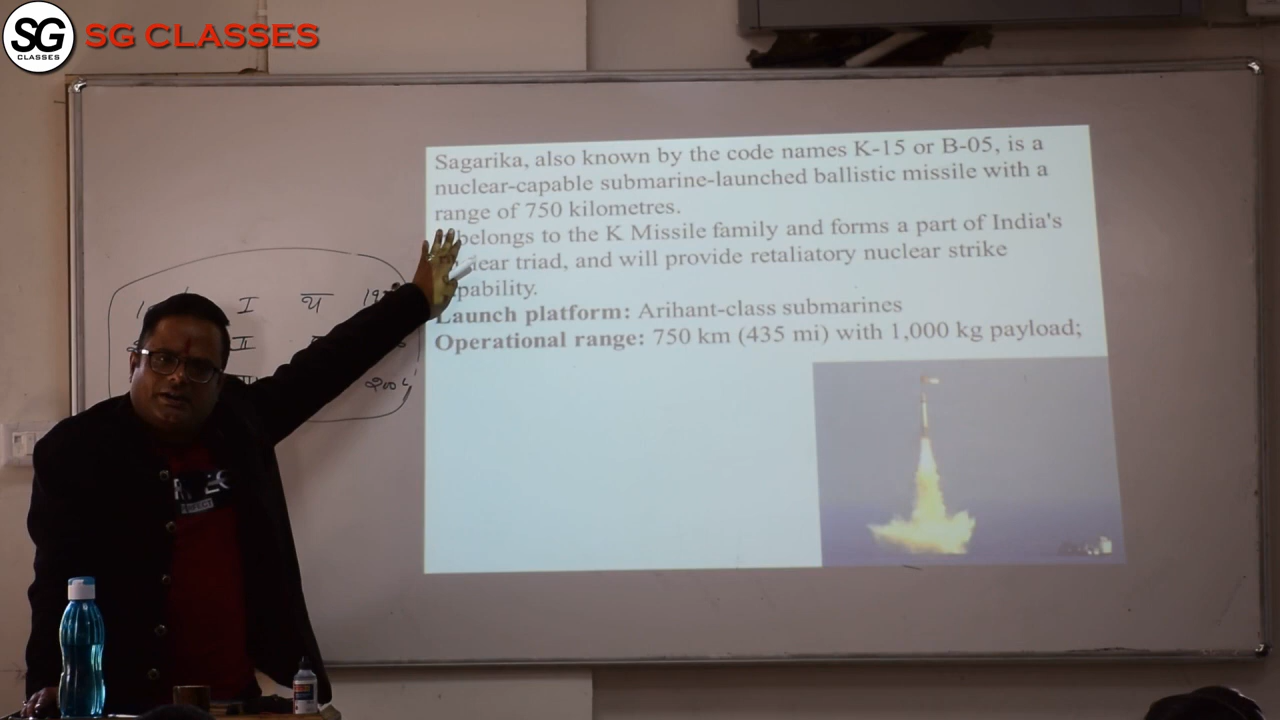 SG
CLASSES
SG CLASSES
Sagarika, also known by the code names K-15 or B-05, is a
nuclear-capable submarine-launched ballistic missile with a
range of 750 kilometres.
belongs to the K Missile family and forms a part of India's
triad, and will provide retaliatory nuclear strike
Launch platform: Arihant-class submarines
Operational range: 750 km (435 mi) with 1,000 kg payload;
I
II